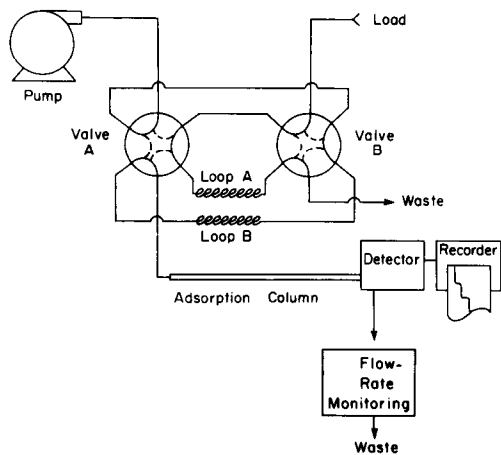 Load
Pump
Valve
A
Valve
B
Loop A
Waste
Loop B
Detector
Recorder
Adsorption Column
Flow-
Rate
Monitoring
Waste